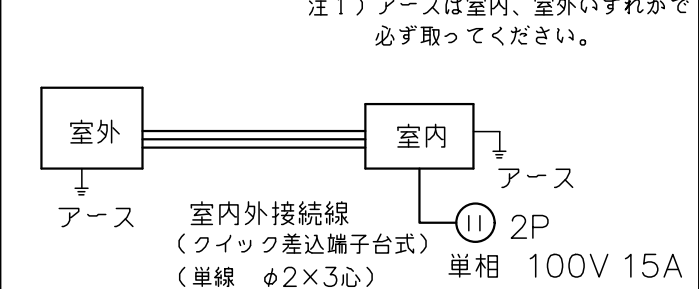 注1）アースは室内、室外いずれかで
必ず取ってください。
室外
室内
アース
アース
室内外接続線
（クイック差込端子台式）
（単線　φ2×3心）
2P
単相　100V 15A